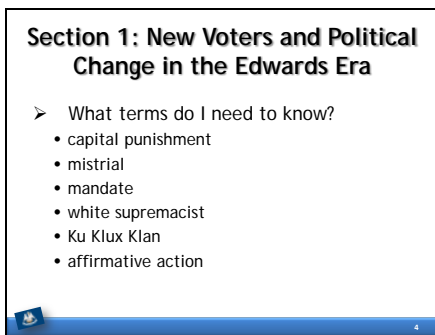 Section 1: New Voters and Political
Change in the Edwards Era
➢ What terms do I need to know?
• capital punishment
• mistrial
• mandate
• white supremacist
• Ku Klux Klan
• affirmative action
4